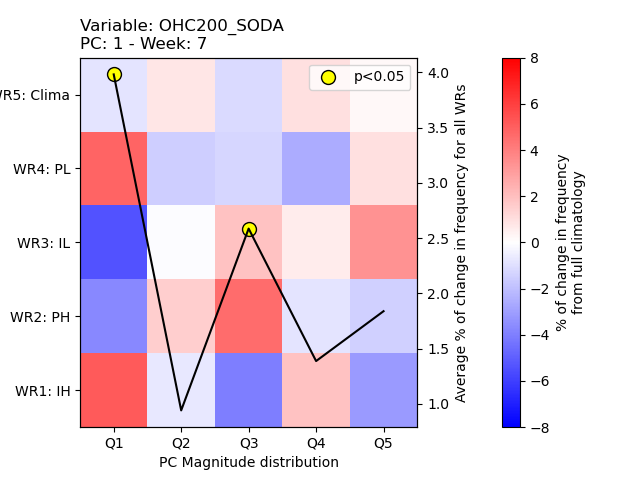 Variable: OHC200_SODA
PC: 1 - Week: 7
p<0.05
R5: Clima
WR4: PL
WR3: IL
WR2: PH
WR1: IH
Q1 Q2 Q3 Q4 Q5
PC Magnitude distribution
4.0
3.5
3.0
2.5
2.0
1.5
1.0
Average % of change in frequency for all WRs
8
6
4
2
0
−2
−4
−6
−8
% of change in frequency
from full climatology